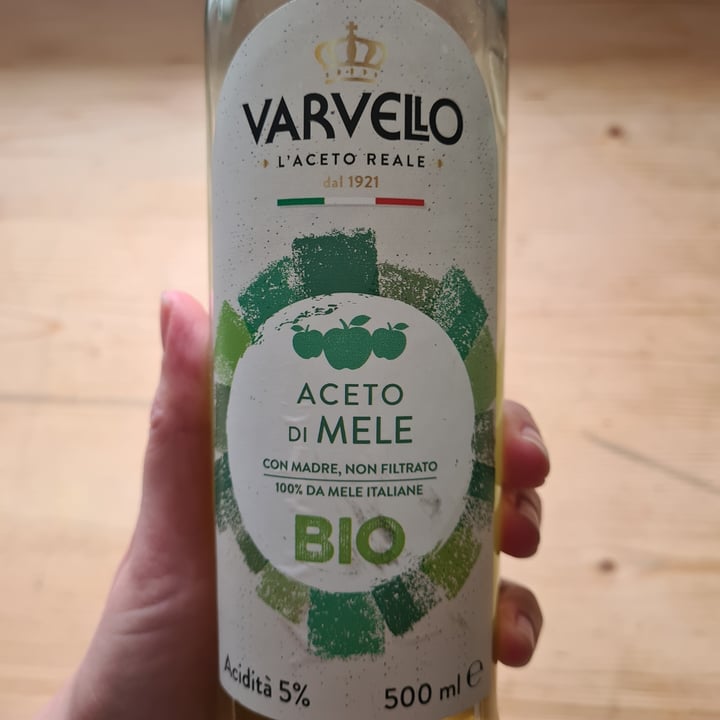 VARVELLO
L'ACETO REALE
dal 1921
ACETO
DI MELE
CON MADRE, NON FILTRATO
100% DA MELE ITALIANE
BIO
Acidità 5%
500 ml ℮